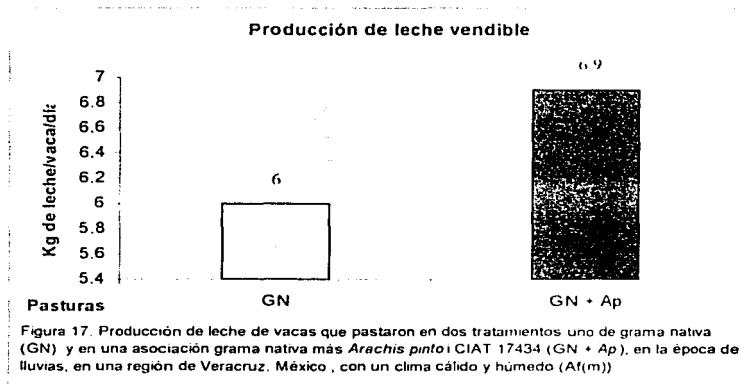 Producción de leche vendible
6.9
7
6.8
6.6
6.4
6.2
6
5.8
5.6
5.4
Kg de leche/vaca/día
6
Pasturas
GN
GN + Ap
Figura 17. Producción de leche de vacas que pastaron en dos tratamientos uno de grama nativa
(GN) y en una asociación grama nativa más Arachis pintoi CIAT 17434 (GN + Ap), en la época de
lluvias, en una región de Veracruz. México , con un clima cálido y húmedo (Af(m))